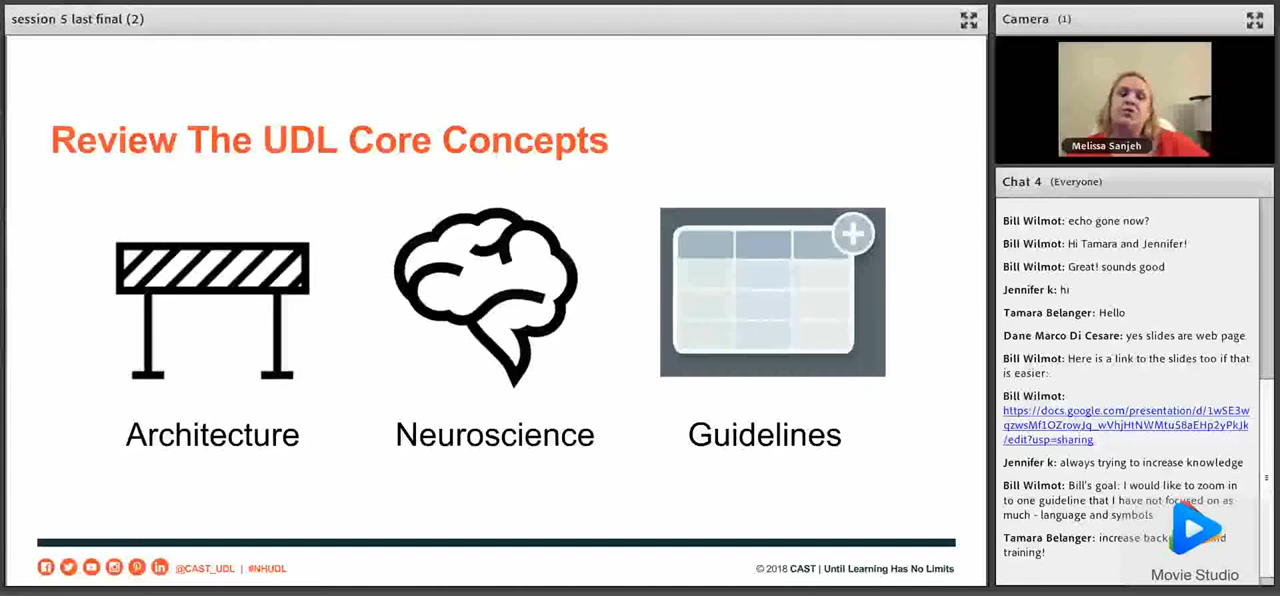 session 5 last final (2)
Review The UDL Core Concepts
Architecture
Neuroscience
Guidelines
@CAST_UDL | #NHUDL
© 2018 CAST | Until Learning Has No Limits
Camera (1)
Melissa Sanjeh
Chat 4 (Everyone)
Bill Wilmot: echo gone now?
Bill Wilmot: Hi Tamara and Jennifer!
Bill Wilmot: Great! sounds good
Jennifer k: hi
Tamara Belanger: Hello
Dane Marco Di Cesare: yes slides are web page
Bill Wilmot: Here is a link to the slides too if that
is easier:
Bill Wilmot:
https://docs.google.com/presentation/d/1wSE3w
qzwsMf1OZrowJq_wVhjHtNWMtuS8aEHp2yPkJk
/edit?usp=sharing
Jennifer k: always trying to increase knowledge
Bill Wilmot: Bill's goal: I would like to zoom in
to one guideline that I have not focused on as
much - language and symbols
Tamara Belanger: increase
training!
Movie Studio